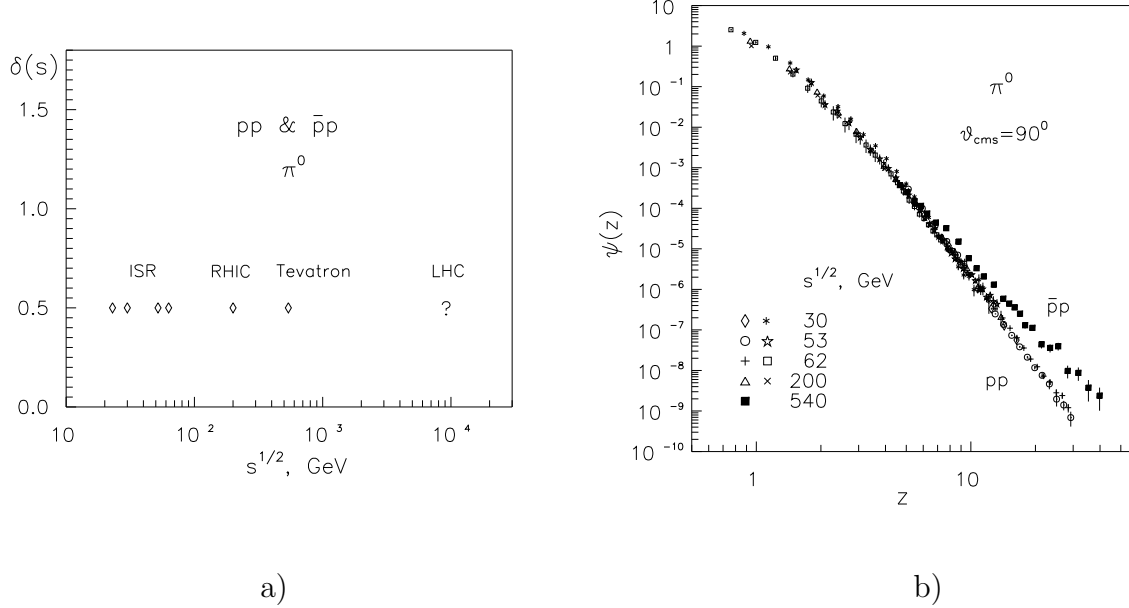 δ(s)
1.5
1.0
0.5
0.0
pp & p̄p
π⁰
ISR RHIC Tevatron LHC
?
10 10² 10³ 10⁴
s^{1/2}, GeV
a)
10
1
10⁻¹
10⁻²
10⁻³
10⁻⁴
10⁻⁵
10⁻⁶
10⁻⁷
10⁻⁸
10⁻⁹
10⁻¹⁰
ψ(z)
π⁰
ϑcms=90⁰
s^{1/2}, GeV
30
53
62
200
540
p̄p
pp
1 10
z
b)